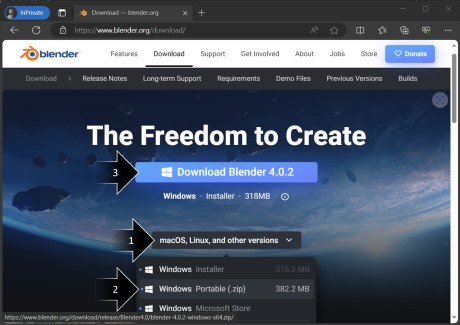 InPrivate
Download — blender.org
https://www.blender.org/download/
blender
Features Download Support Get Involved About Jobs Store Donate
Download Release Notes Long-term Support Requirements Demo Files Previous Versions Builds
The Freedom to Create
3 Download Blender 4.0.2
Windows · Installer · 318MB ·
1 macOS, Linux, and other versions
Windows Installer 318.2 MB
2 Windows Portable (.zip) 382.2 MB
Windows Microsoft Store
https://www.blender.org/download/release/Blender4.0/blender-4.0.2-windows-x64.zip/